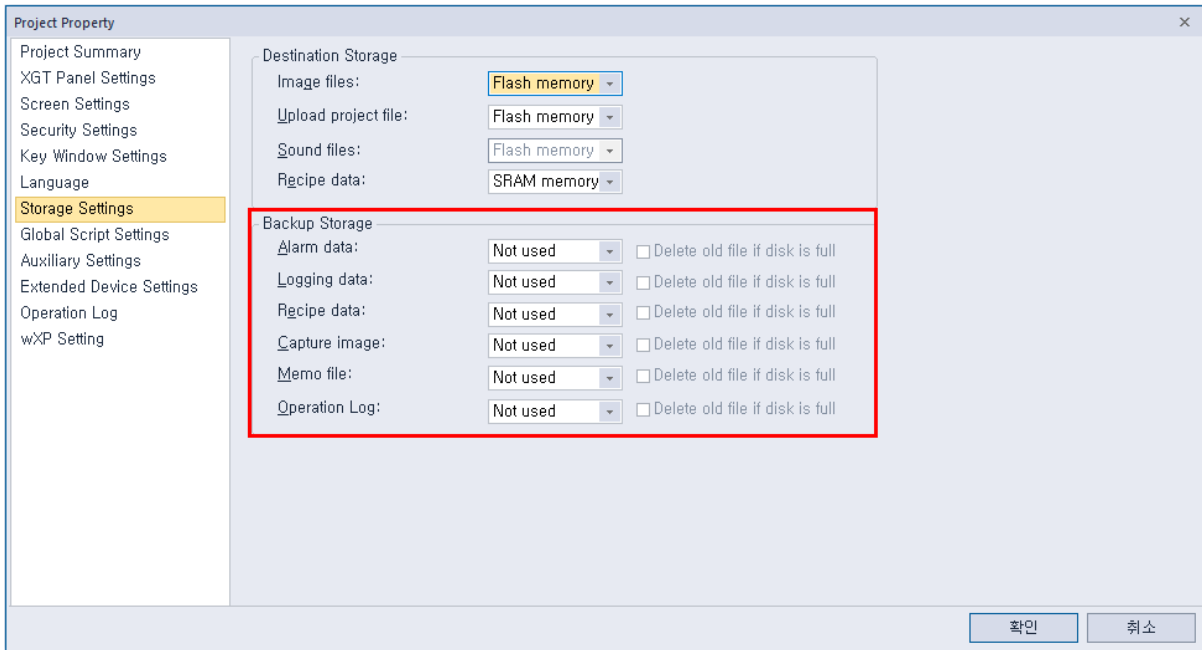 Project Property
Project Summary
XGT Panel Settings
Screen Settings
Security Settings
Key Window Settings
Language
Storage Settings
Global Script Settings
Auxiliary Settings
Extended Device Settings
Operation Log
wXP Setting
Destination Storage
Image files: Flash memory
Upload project file: Flash memory
Sound files: Flash memory
Recipe data: SRAM memory
Backup Storage
Alarm data: Not used Delete old file if disk is full
Logging data: Not used Delete old file if disk is full
Recipe data: Not used Delete old file if disk is full
Capture image: Not used Delete old file if disk is full
Memo file: Not used Delete old file if disk is full
Operation Log: Not used Delete old file if disk is full
확인 취소